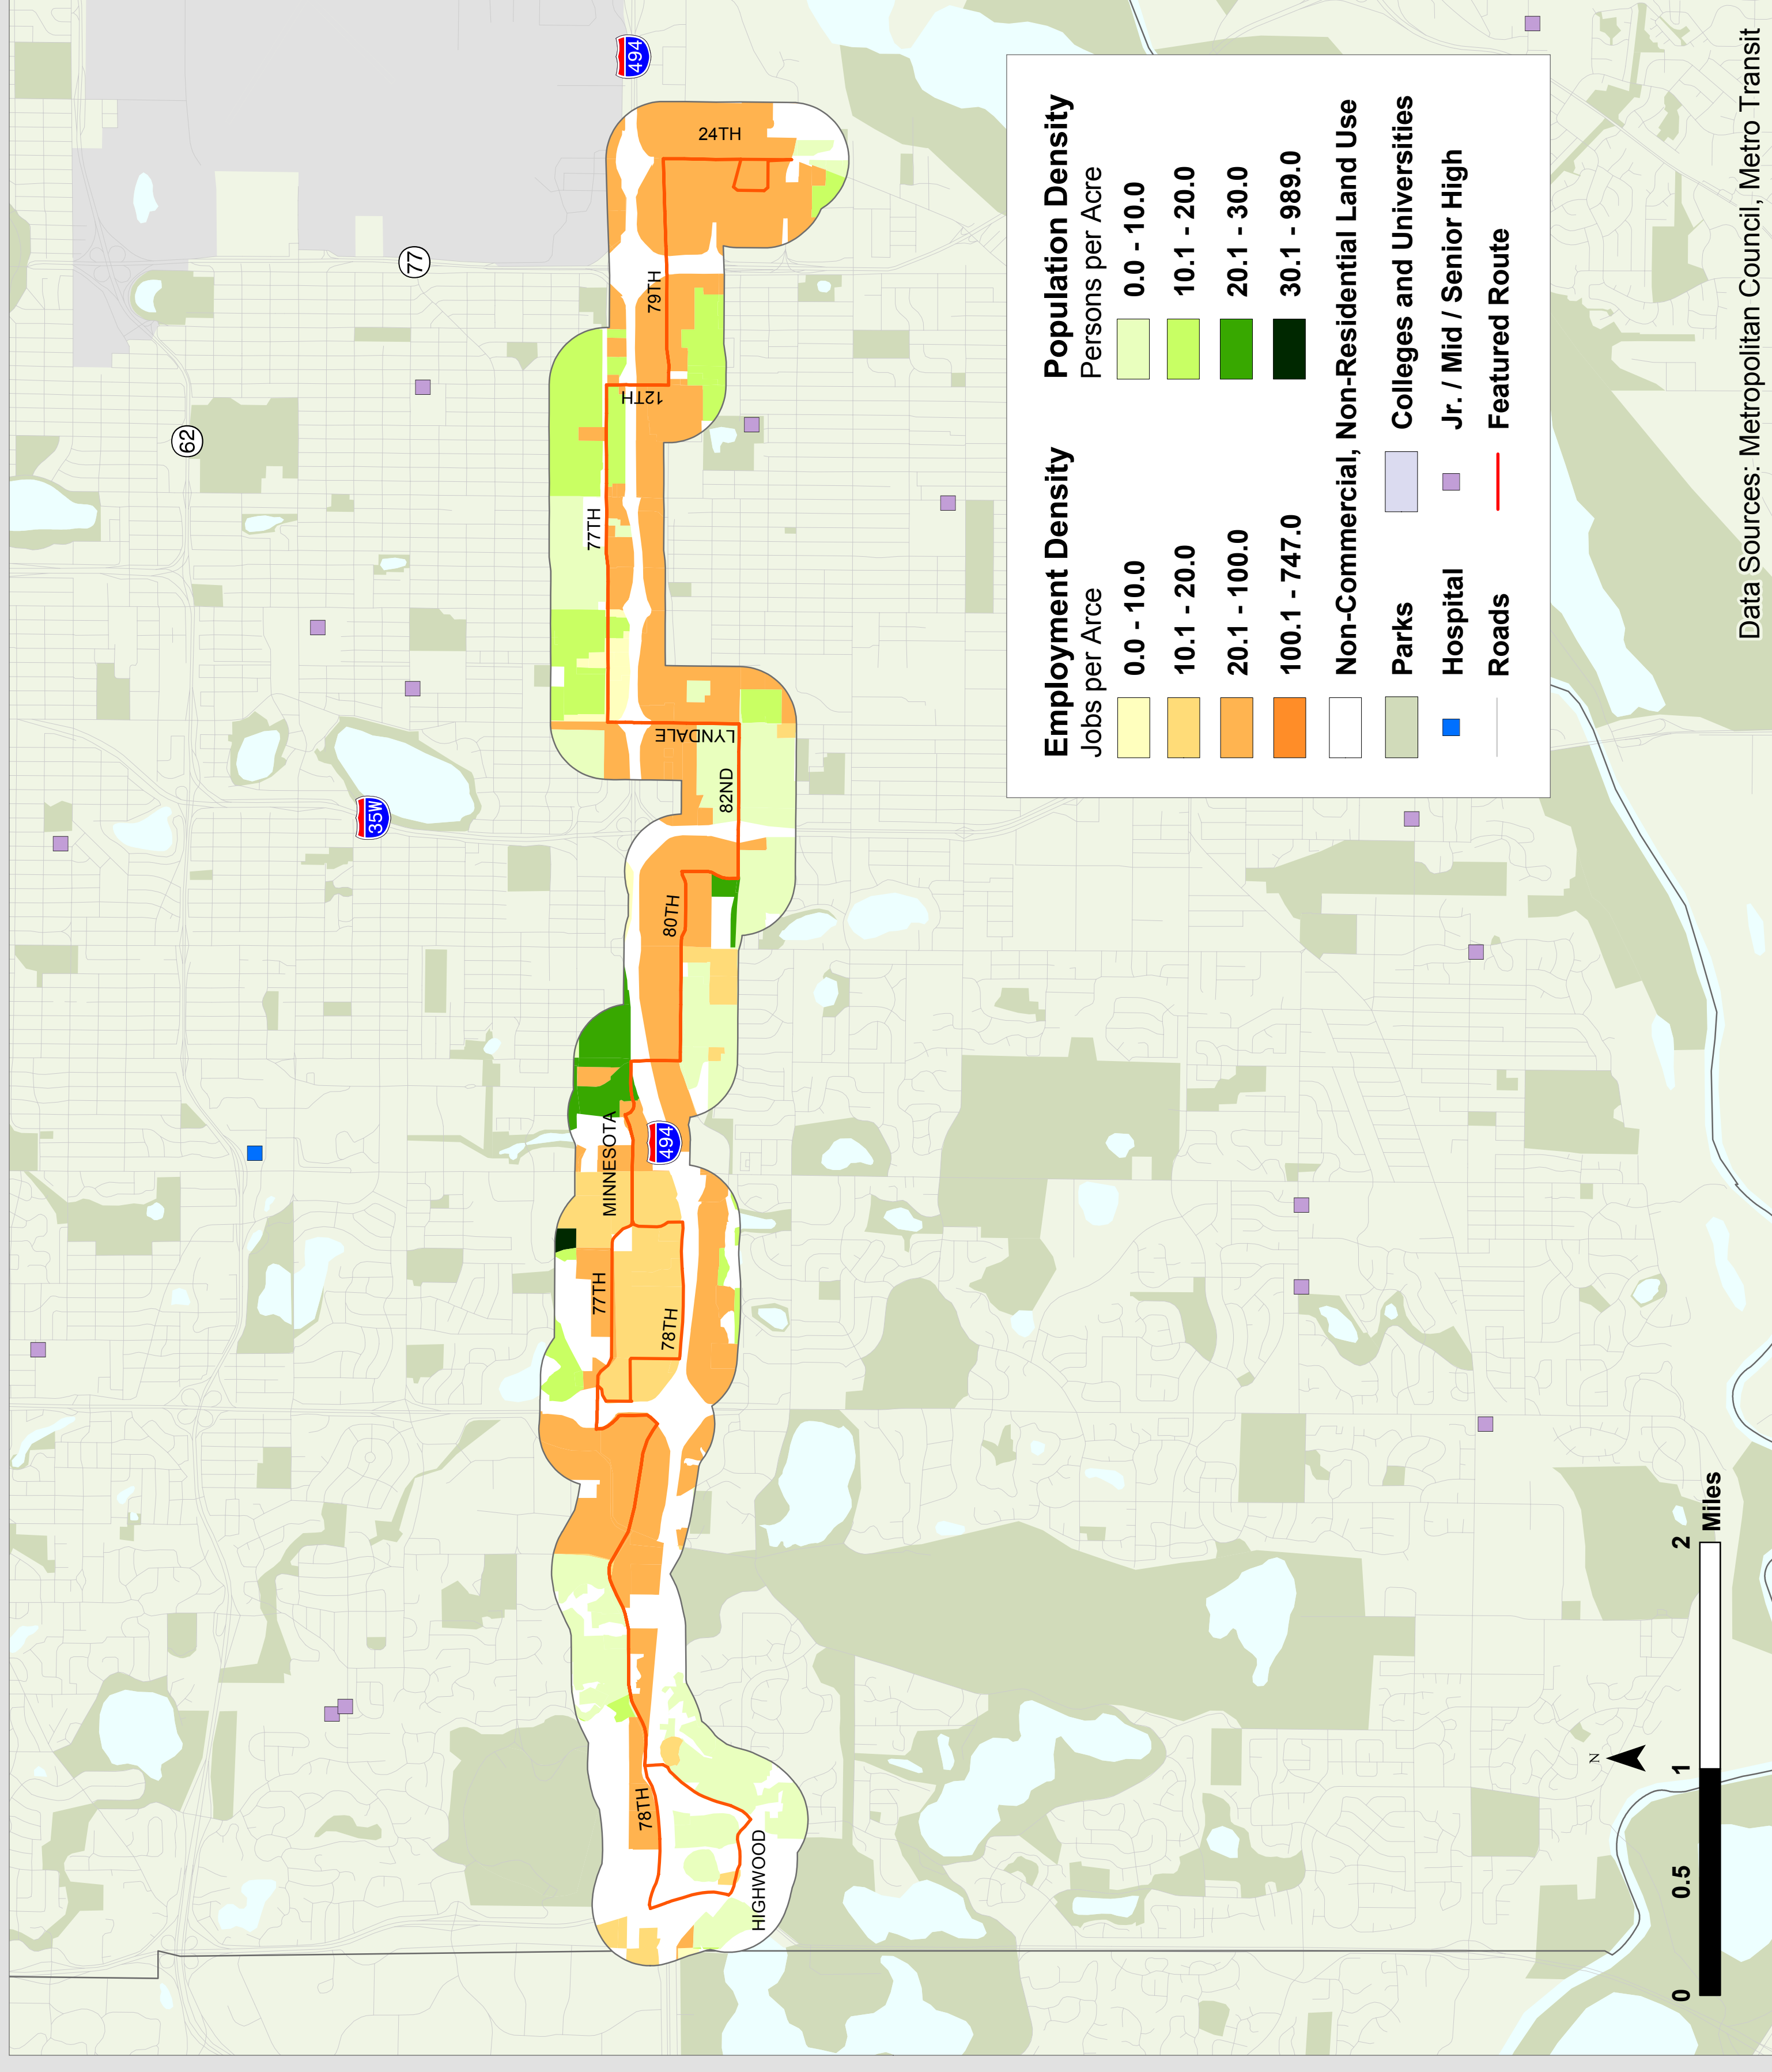 62
77
494
35W
77TH
12TH
79TH
24TH
LYNDALE
82ND
80TH
MINNESOTA
494
77TH
78TH
78TH
HIGHWOOD
Employment Density
Jobs per Arce
0.0 - 10.0
10.1 - 20.0
20.1 - 100.0
100.1 - 747.0
Population Density
Persons per Acre
0.0 - 10.0
10.1 - 20.0
20.1 - 30.0
30.1 - 989.0
Non-Commercial, Non-Residential Land Use
Parks
Colleges and Universities
Hospital
Jr. / Mid / Senior High
Roads
Featured Route
N
0 0.5 1 2
Miles
Data Sources: Metropolitan Council, Metro Transit